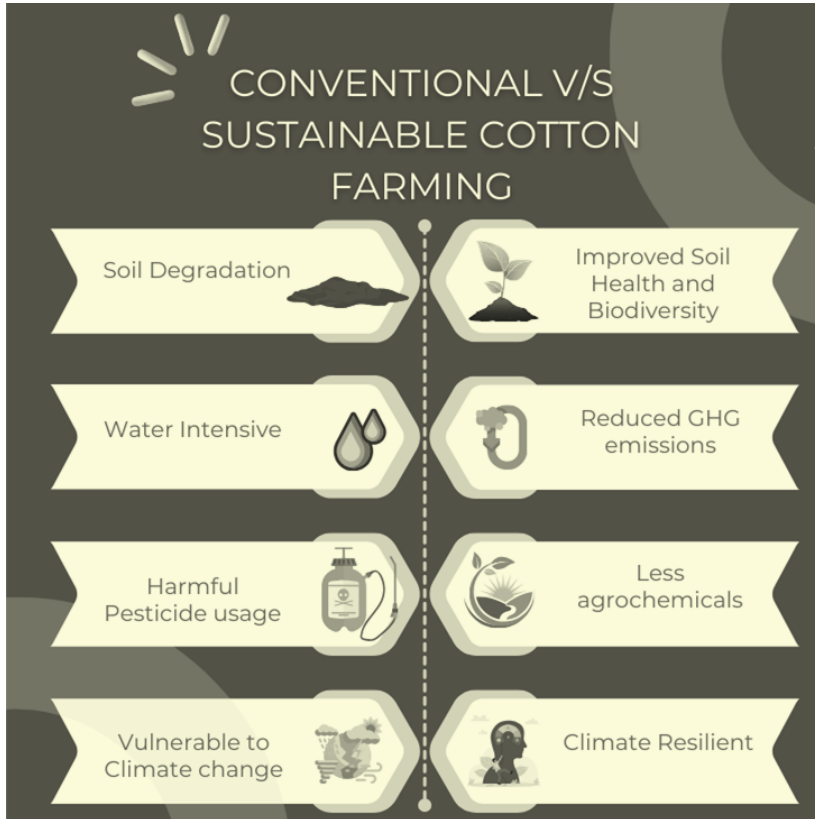 CONVENTIONAL V/S
SUSTAINABLE COTTON
FARMING
Soil Degradation
Improved Soil
Health and
Biodiversity
Water Intensive
Reduced GHG
emissions
Harmful
Pesticide usage
Less
agrochemicals
Vulnerable to
Climate change
Climate Resilient